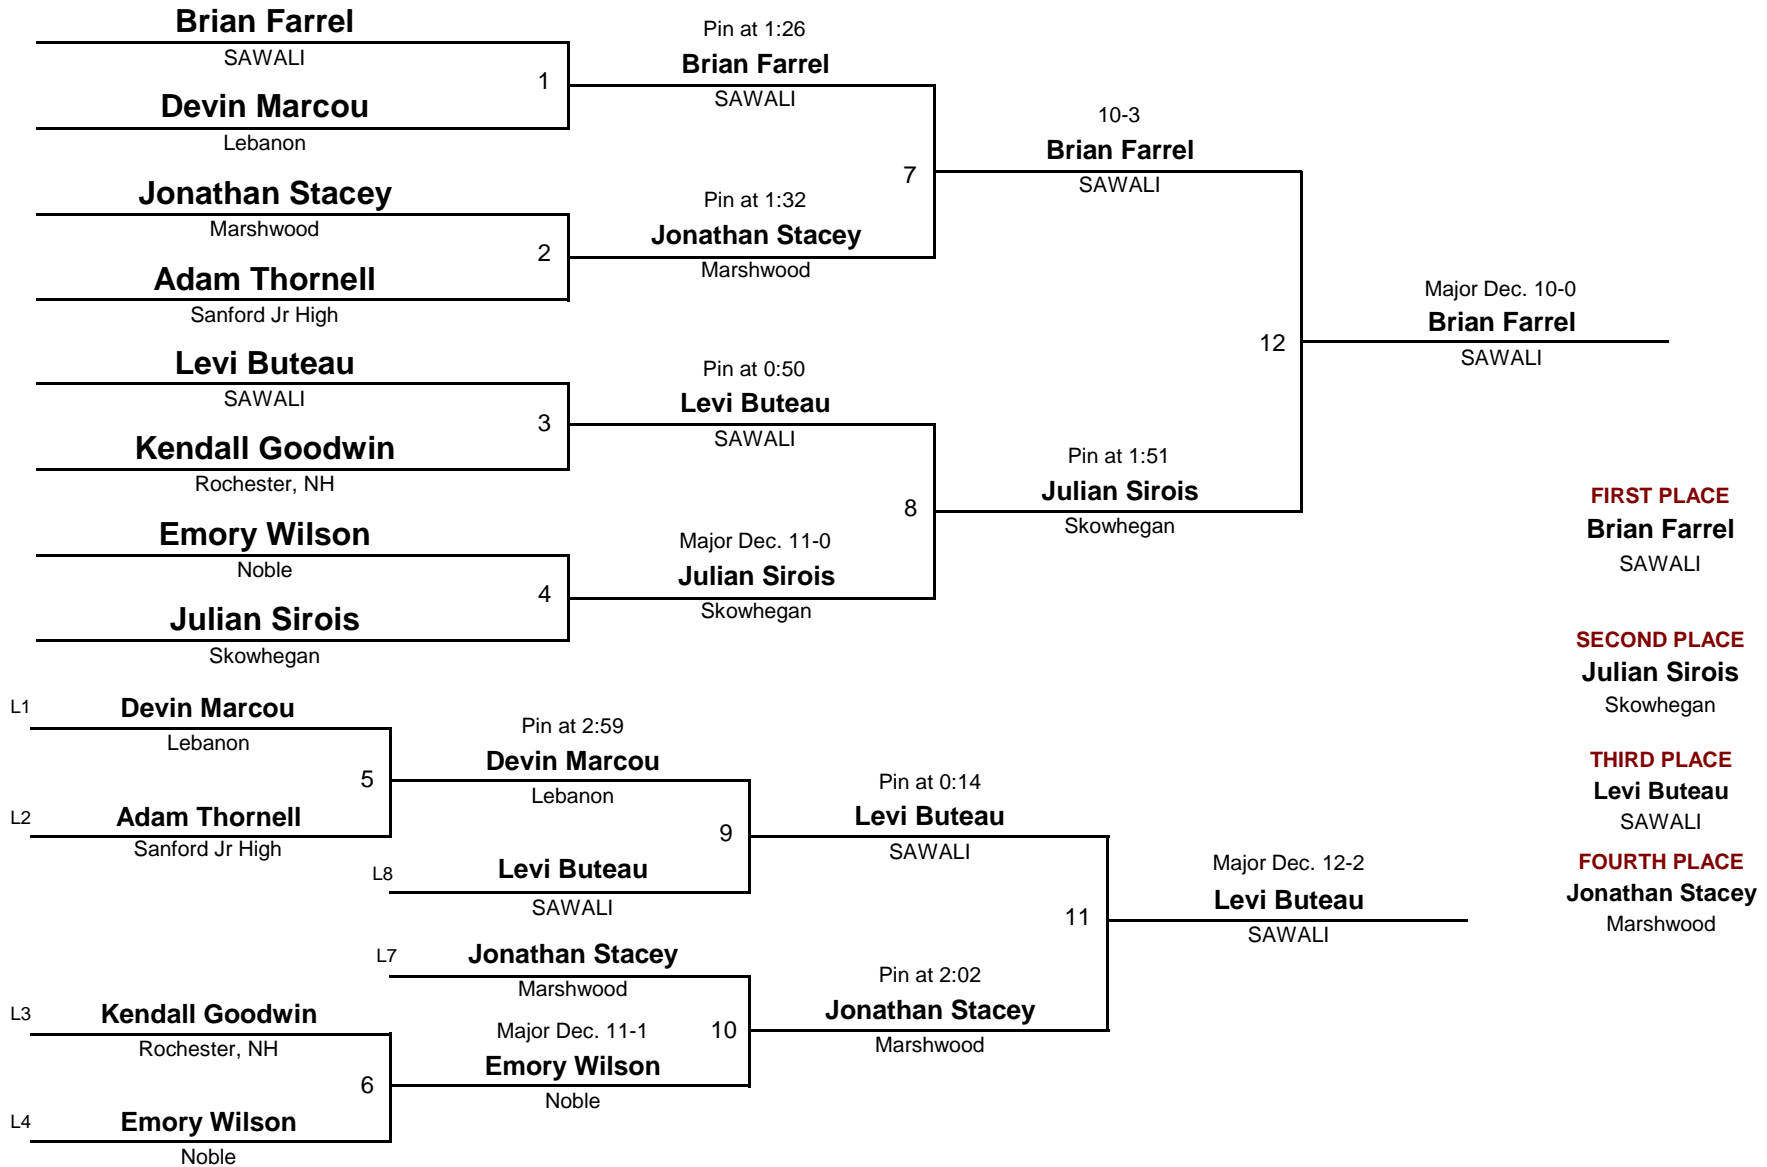 Brian Farrel
SAWALI
1
Devin Marcou
Lebanon
Jonathan Stacey
Marshwood
2
Adam Thornell
Sanford Jr High
Levi Buteau
SAWALI
3
Kendall Goodwin
Rochester, NH
Emory Wilson
Noble
4
Julian Sirois
Skowhegan
Pin at 1:26
Brian Farrel
SAWALI
7
Pin at 1:32
Jonathan Stacey
Marshwood
Pin at 0:50
Levi Buteau
SAWALI
8
Major Dec. 11-0
Julian Sirois
Skowhegan
10-3
Brian Farrel
SAWALI
12
Pin at 1:51
Julian Sirois
Skowhegan
Major Dec. 10-0
Brian Farrel
SAWALI
FIRST PLACE
Brian Farrel
SAWALI
SECOND PLACE
Julian Sirois
Skowhegan
THIRD PLACE
Levi Buteau
SAWALI
FOURTH PLACE
Jonathan Stacey
Marshwood
L1 Devin Marcou
Lebanon
5
L2 Adam Thornell
Sanford Jr High
Pin at 2:59
Devin Marcou
Lebanon
9
L8 Levi Buteau
SAWALI
L7 Jonathan Stacey
Marshwood
10
Major Dec. 11-1
Emory Wilson
Noble
L3 Kendall Goodwin
Rochester, NH
6
L4 Emory Wilson
Noble
Pin at 0:14
Levi Buteau
SAWALI
11
Pin at 2:02
Jonathan Stacey
Marshwood
Major Dec. 12-2
Levi Buteau
SAWALI